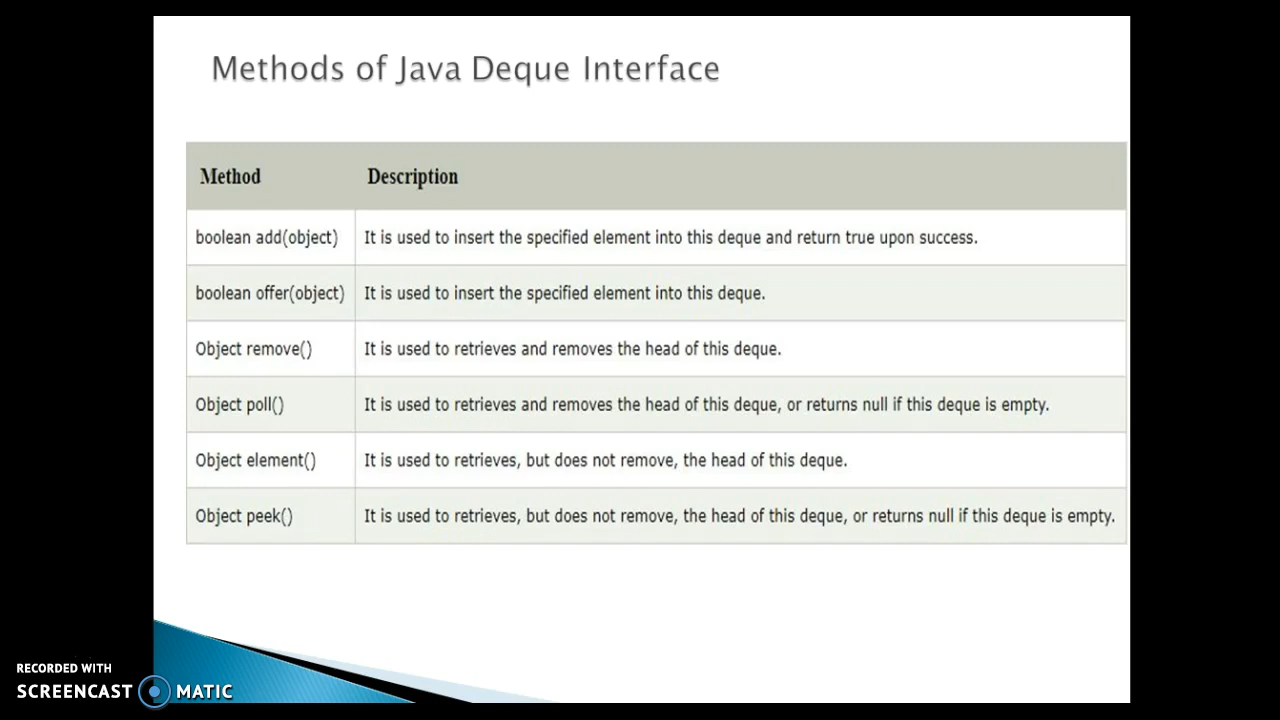 Methods of Java Deque Interface
Method Description
boolean add(object) It is used to insert the specified element into this deque and return true upon success.
boolean offer(object) It is used to insert the specified element into this deque.
Object remove() It is used to retrieves and removes the head of this deque.
Object poll() It is used to retrieves and removes the head of this deque, or returns null if this deque is empty.
Object element() It is used to retrieves, but does not remove, the head of this deque.
Object peek() It is used to retrieves, but does not remove, the head of this deque, or returns null if this deque is empty.
RECORDED WITH
SCREENCAST MATIC